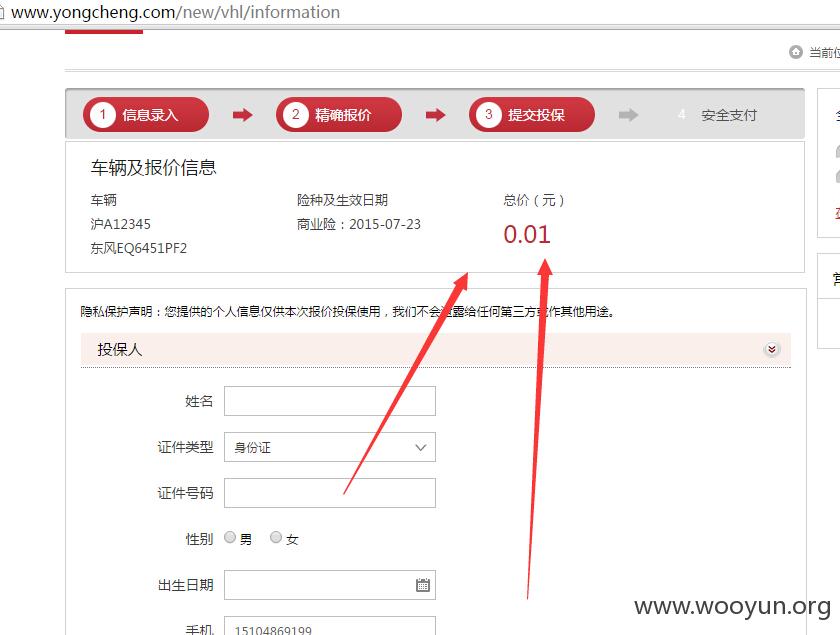 www.yongcheng.com/new/vhl/information
当前位
1 信息录入
2 精确报价
3 提交投保
4 安全支付
车辆及报价信息
车辆
险种及生效日期
总价（元）
沪A12345
商业险：2015-07-23
0.01
东风EQ6451PF2
隐私保护声明：您提供的个人信息仅供本次报价投保使用，我们不会泄露给任何第三方或作其他用途。
投保人
姓名
证件类型
身份证
证件号码
性别
男
女
出生日期
www.wooyun.org
手机
15104869199